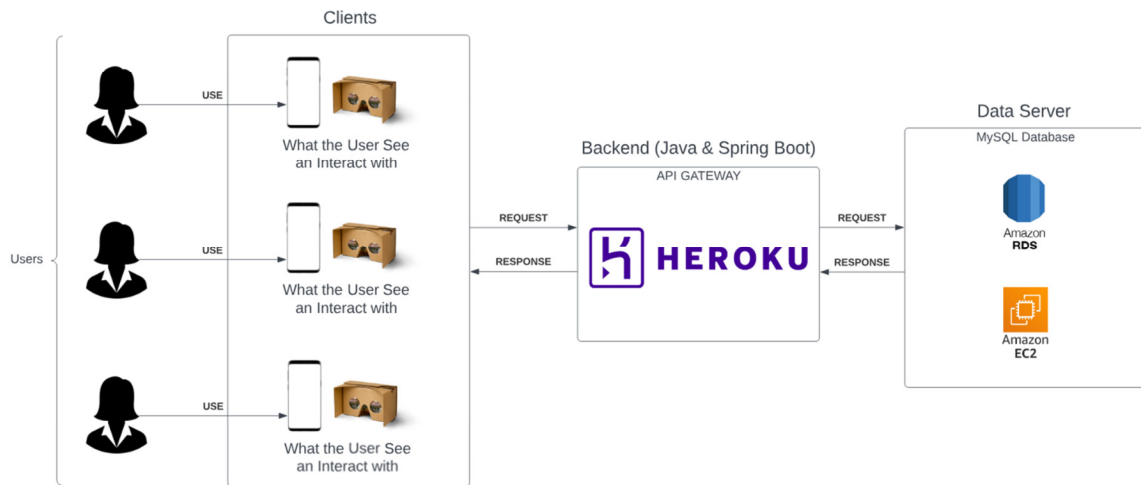 Clients
Users
USE
What the User See
an Interact with
USE
What the User See
an Interact with
USE
What the User See
an Interact with
REQUEST
RESPONSE
Backend (Java & Spring Boot)
API GATEWAY
HEROKU
REQUEST
RESPONSE
Data Server
MySQL Database
Amazon
RDS
Amazon
EC2